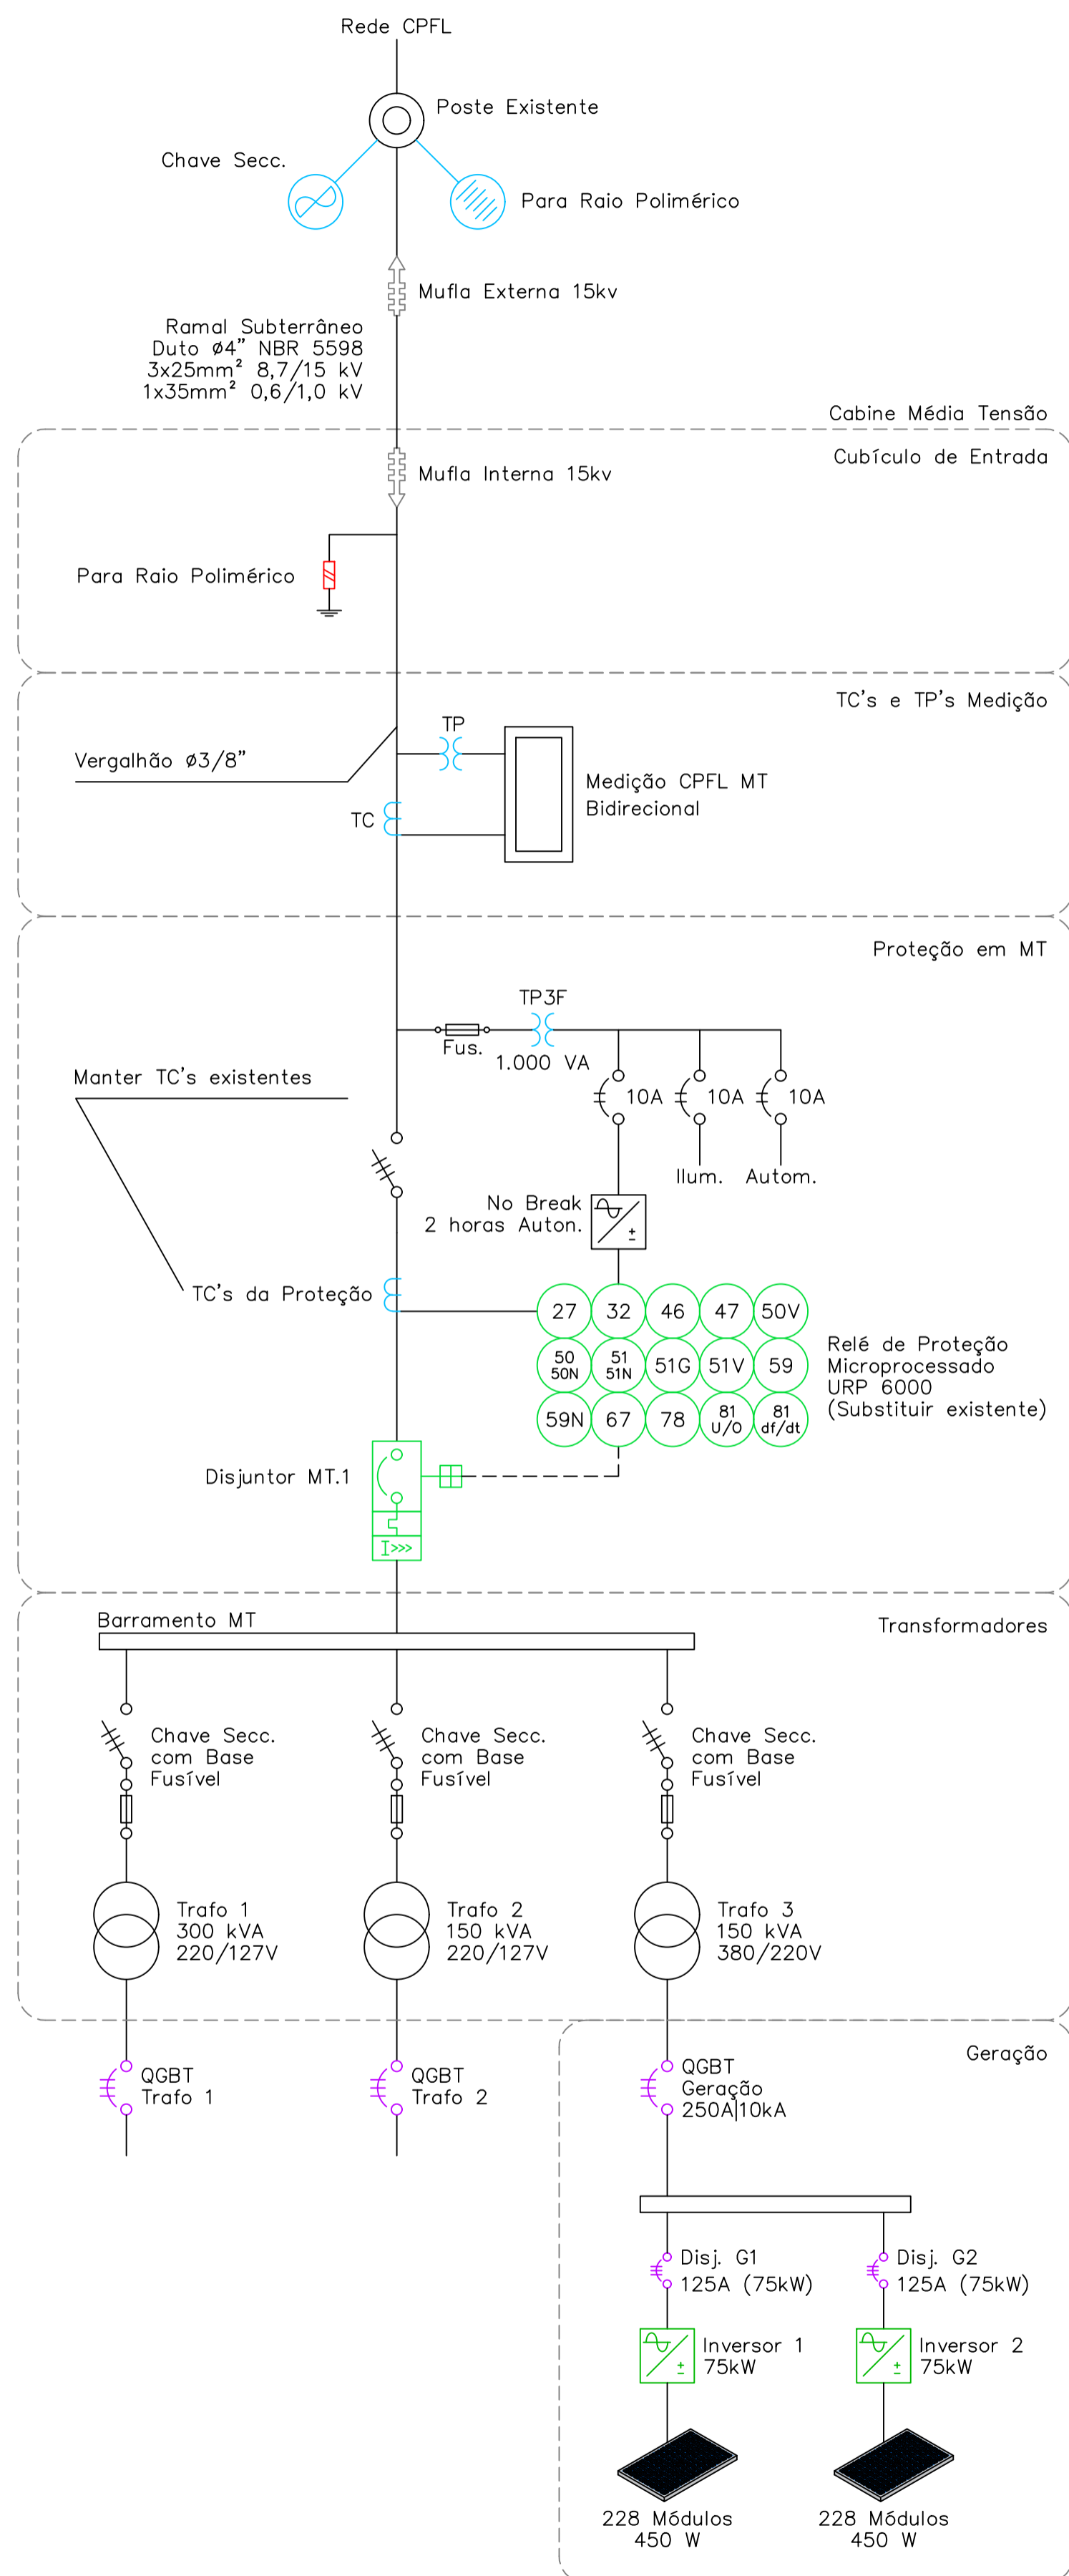 Rede CPFL
Poste Existente
Chave Secc.
Para Raio Polimérico
Mufla Externa 15kv
Ramal Subterrâneo
Duto ø4" NBR 5598
3x25mm² 8,7/15 kV
1x35mm² 0,6/1,0 kV
Cabine Média Tensão
Cubículo de Entrada
Mufla Interna 15kv
Para Raio Polimérico
TC's e TP's Medição
TP
Vergalhão ø3/8"
Medição CPFL MT
Bidirecional
TC
Proteção em MT
TP3F
Fus.
1.000 VA
Manter TC's existentes
10A
10A
10A
Ilum.
Autom.
No Break
2 horas Auton.
±
TC's da Proteção
27
32
46
47
50V
50
50N
51
51N
51G
51V
59
59N
67
78
81
U/O
81
df/dt
Relé de Proteção
Microprocessado
URP 6000
(Substituir existente)
Disjuntor MT.1
I>>>
Barramento MT
Transformadores
Chave Secc.
com Base
Fusível
Chave Secc.
com Base
Fusível
Chave Secc.
com Base
Fusível
Trafo 1
300 kVA
220/127V
Trafo 2
150 kVA
220/127V
Trafo 3
150 kVA
380/220V
Geração
QGBT
Trafo 1
QGBT
Trafo 2
QGBT
Geração
250A|10kA
Disj. G1
125A (75kW)
Disj. G2
125A (75kW)
±
Inversor 1
75kW
±
Inversor 2
75kW
228 Módulos
450 W
228 Módulos
450 W